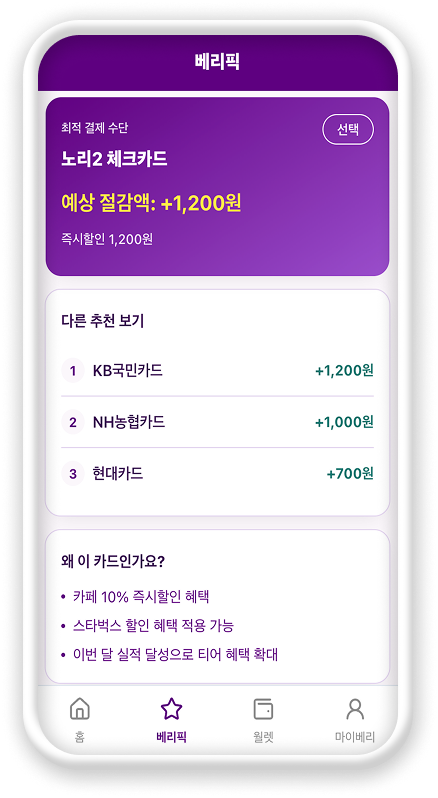 베리픽
최적 결제 수단
선택
노리2 체크카드
예상 절감액: +1,200원
즉시할인 1,200원
다른 추천 보기
1 KB국민카드 +1,200원
2 NH농협카드 +1,000원
3 현대카드 +700원
왜 이 카드인가요?
• 카페 10% 즉시할인 혜택
• 스타벅스 할인 혜택 적용 가능
• 이번 달 실적 달성으로 티어 혜택 확대
홈 베리픽 월렛 마이베리